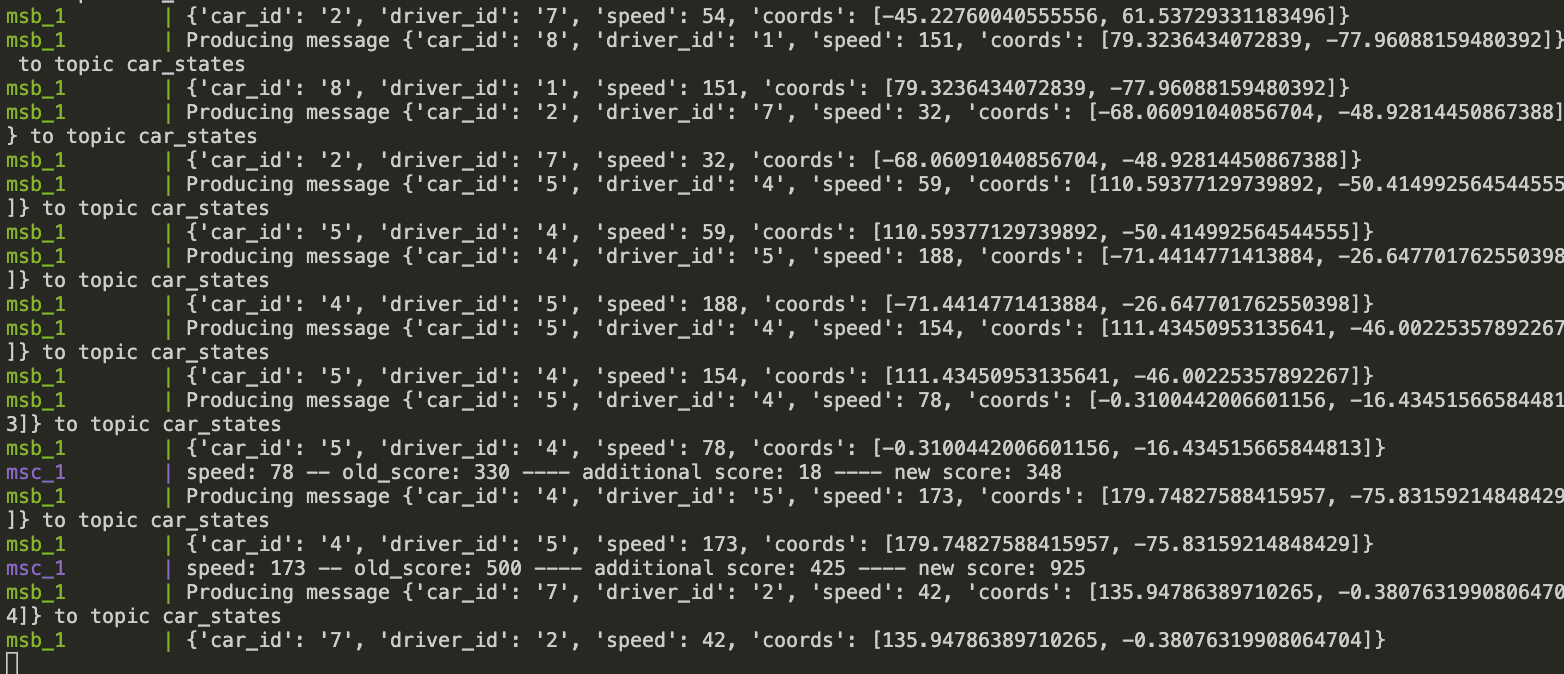 msb_1 | {'car_id': '2', 'driver_id': '7', 'speed': 54, 'coords': [-45.22760040555556, 61.53729331183496]}
msb_1 | Producing message {'car_id': '8', 'driver_id': '1', 'speed': 151, 'coords': [79.3236434072839, -77.96088159480392]}
to topic car_states
msb_1 | {'car_id': '8', 'driver_id': '1', 'speed': 151, 'coords': [79.3236434072839, -77.96088159480392]}
msb_1 | Producing message {'car_id': '2', 'driver_id': '7', 'speed': 32, 'coords': [-68.06091040856704, -48.92814450867388]
} to topic car_states
msb_1 | {'car_id': '2', 'driver_id': '7', 'speed': 32, 'coords': [-68.06091040856704, -48.92814450867388]}
msb_1 | Producing message {'car_id': '5', 'driver_id': '4', 'speed': 59, 'coords': [110.59377129739892, -50.414992564544555
]} to topic car_states
msb_1 | {'car_id': '5', 'driver_id': '4', 'speed': 59, 'coords': [110.59377129739892, -50.414992564544555]}
msb_1 | Producing message {'car_id': '4', 'driver_id': '5', 'speed': 188, 'coords': [-71.4414771413884, -26.647701762550398
]} to topic car_states
msb_1 | {'car_id': '4', 'driver_id': '5', 'speed': 188, 'coords': [-71.4414771413884, -26.647701762550398]}
msb_1 | Producing message {'car_id': '5', 'driver_id': '4', 'speed': 154, 'coords': [111.43450953135641, -46.00225357892267
]} to topic car_states
msb_1 | {'car_id': '5', 'driver_id': '4', 'speed': 154, 'coords': [111.43450953135641, -46.00225357892267]}
msb_1 | Producing message {'car_id': '5', 'driver_id': '4', 'speed': 78, 'coords': [-0.3100442006601156, -16.43451566584481
3]} to topic car_states
msb_1 | {'car_id': '5', 'driver_id': '4', 'speed': 78, 'coords': [-0.3100442006601156, -16.434515665844813]}
msc_1 | speed: 78 -- old_score: 330 ---- additional score: 18 ---- new score: 348
msb_1 | Producing message {'car_id': '4', 'driver_id': '5', 'speed': 173, 'coords': [179.74827588415957, -75.83159214848429
]} to topic car_states
msb_1 | {'car_id': '4', 'driver_id': '5', 'speed': 173, 'coords': [179.74827588415957, -75.83159214848429]}
msc_1 | speed: 173 -- old_score: 500 ---- additional score: 425 ---- new score: 925
msb_1 | Producing message {'car_id': '7', 'driver_id': '2', 'speed': 42, 'coords': [135.94786389710265, -0.3807631990806470
4]} to topic car_states
msb_1 | {'car_id': '7', 'driver_id': '2', 'speed': 42, 'coords': [135.94786389710265, -0.38076319908064704]}